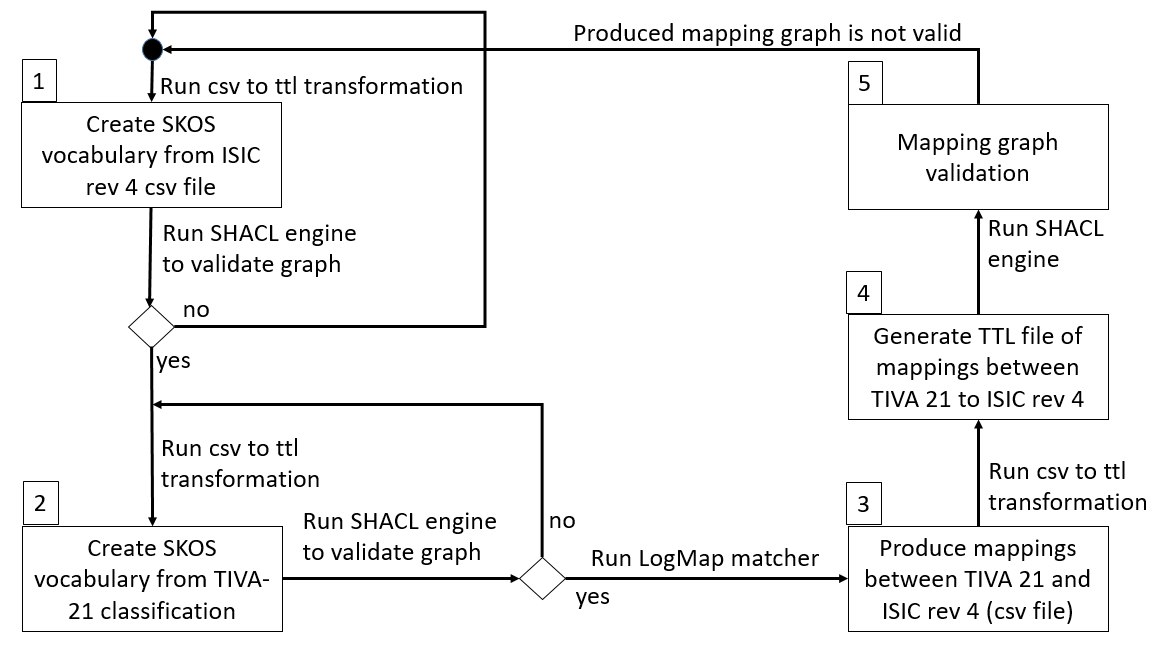 Produced mapping graph is not valid
1
Run csv to ttl transformation
Create SKOS
vocabulary from ISIC
rev 4 csv file
Run SHACL engine
to validate graph
no
yes
Run csv to ttl
transformation
2
Create SKOS
vocabulary from TIVA-
21 classification
Run SHACL engine
to validate graph
no
yes
Run LogMap matcher
3
Produce mappings
between TIVA 21 and
ISIC rev 4 (csv file)
Run csv to ttl
transformation
4
Generate TTL file of
mappings between
TIVA 21 to ISIC rev 4
Run SHACL
engine
5
Mapping graph
validation